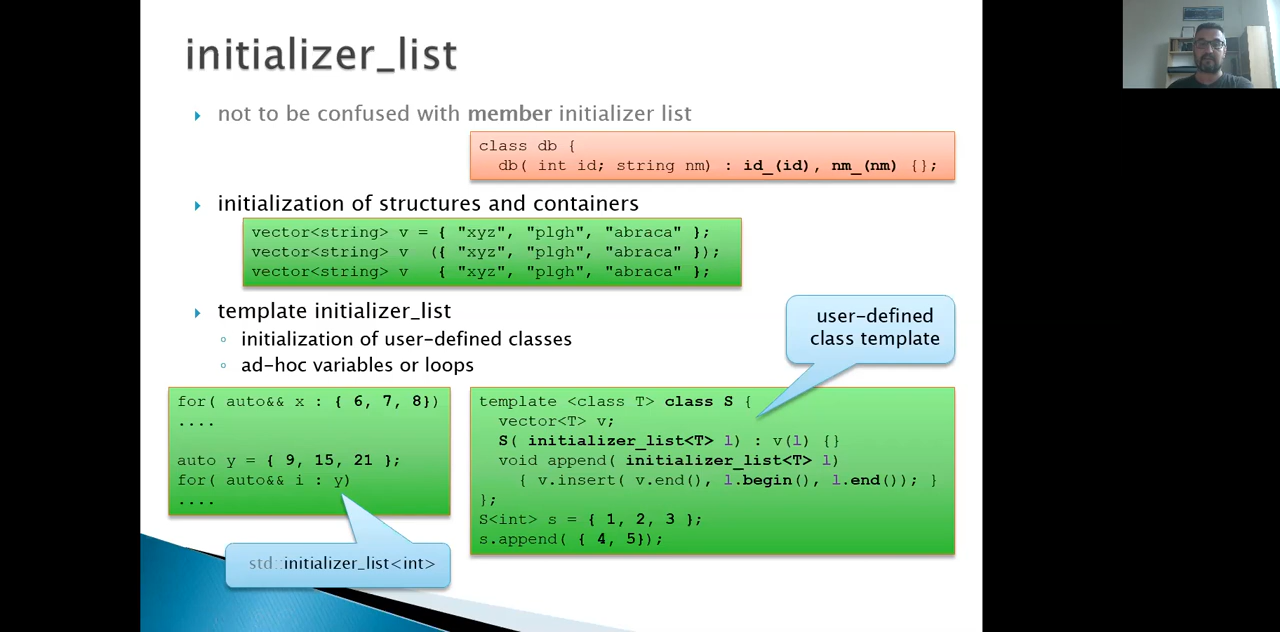 initializer_list
not to be confused with member initializer list
class db {
db( int id; string nm) : id_(id), nm_(nm) {};
initialization of structures and containers
vector<string> v = { "xyz", "plgh", "abraca" };
vector<string> v ({ "xyz", "plgh", "abraca" });
vector<string> v { "xyz", "plgh", "abraca" };
template initializer_list
initialization of user-defined classes
ad-hoc variables or loops
user-defined
class template
for( auto&& x : { 6, 7, 8})
....
auto y = { 9, 15, 21 };
for( auto&& i : y)
....
std::initializer_list<int>
template <class T> class S {
vector<T> v;
S( initializer_list<T> l) : v(l) {}
void append( initializer_list<T> l)
{ v.insert( v.end(), l.begin(), l.end()); }
};
S<int> s = { 1, 2, 3 };
s.append( { 4, 5});